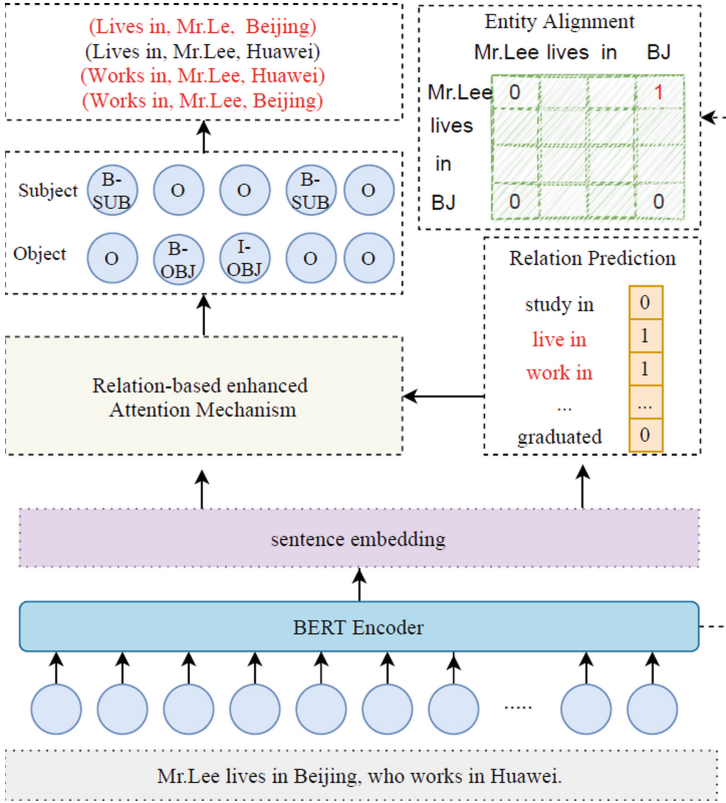 (Lives in, Mr.Le, Beijing)
(Lives in, Mr.Lee, Huawei)
(Works in, Mr.Lee, Huawei)
(Works in, Mr.Lee, Beijing)
Entity Alignment
Mr.Lee lives in BJ
Mr.Lee 0 1
lives
in
BJ 0 0
Subject B-SUB O O B-SUB O
Object O B-OBJ I-OBJ O O
Relation Prediction
study in 0
live in 1
work in 1
... ...
graduated 0
Relation-based enhanced
Attention Mechanism
sentence embedding
BERT Encoder
.....
Mr.Lee lives in Beijing, who works in Huawei.